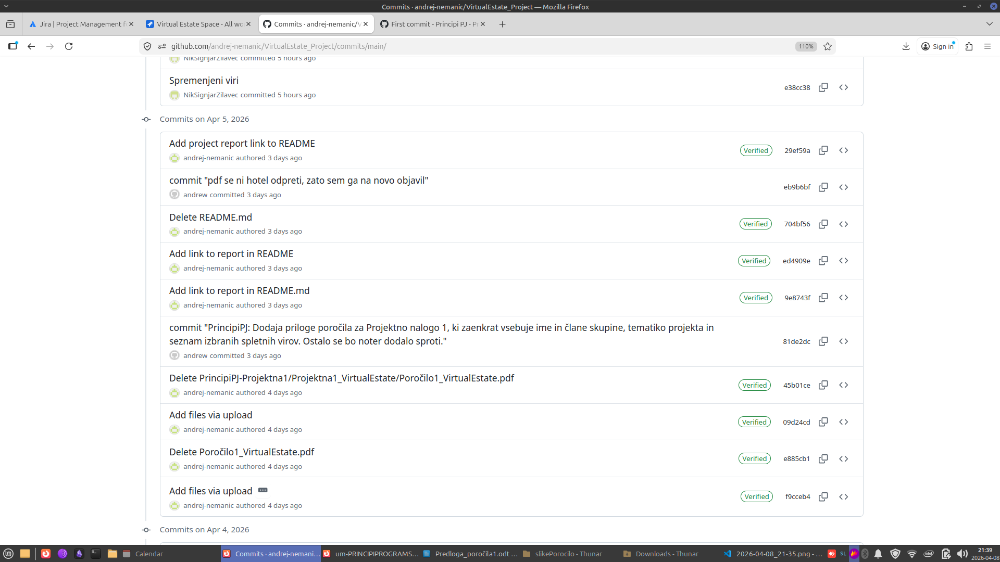 Commits · andrej-nemanic/VirtualEstate_Project — Mozilla Firefox
Jira | Project Management F
Virtual Estate Space - All wo
Commits · andrej-nemanic/V
First commit - Principi PJ - P
github.com/andrej-nemanic/VirtualEstate_Project/commits/main/
110%
Sign in
NikSignjarZilavec committed 5 hours ago
Spremenjeni viri
NikSignjarZilavec committed 5 hours ago
e38cc38
Commits on Apr 5, 2026
Add project report link to README
andrej-nemanic authored 3 days ago
Verified
29ef59a
commit "pdf se ni hotel odpreti, zato sem ga na novo objavil"
andrew committed 3 days ago
eb9b6bf
Delete README.md
andrej-nemanic authored 3 days ago
Verified
704bf56
Add link to report in README
andrej-nemanic authored 3 days ago
Verified
ed4909e
Add link to report in README.md
andrej-nemanic authored 3 days ago
Verified
9e8743f
commit "PrincipiPJ: Dodaja priloge poročila za Projektno nalogo 1, ki zaenkrat vsebuje ime in člane skupine, tematiko projekta in
seznam izbranih spletnih virov. Ostalo se bo noter dodalo sproti."
andrew committed 3 days ago
81de2dc
Delete PrincipiPJ-Projektna1/Projektna1_VirtualEstate/Poročilo1_VirtualEstate.pdf
andrej-nemanic authored 4 days ago
Verified
45b01ce
Add files via upload
andrej-nemanic authored 4 days ago
Verified
09d24cd
Delete Poročilo1_VirtualEstate.pdf
andrej-nemanic authored 4 days ago
Verified
e885cb1
Add files via upload
andrej-nemanic authored 4 days ago
Verified
f9cceb4
Commits on Apr 4, 2026
Calendar
Commits · andrej-nemani...
um-PRINCIPIPROGRAMS...
Predloga_poročila1.odt ...
slikePorocilo - Thunar
Downloads - Thunar
2026-04-08_21-35.png - ...
SL
intel
21:39
2026-04-08